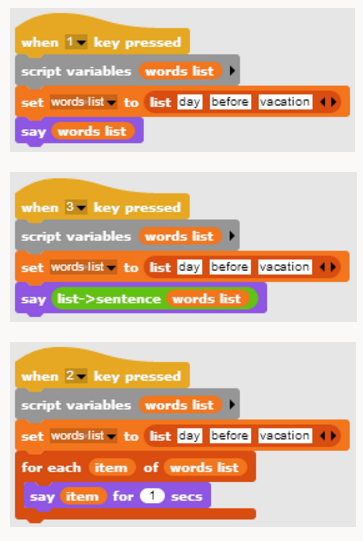 when 1 key pressed
script variables words list
set words list to list day before vacation
say words list
when 3 key pressed
script variables words list
set words list to list day before vacation
say list->sentence words list
when 2 key pressed
script variables words list
set words list to list day before vacation
for each item of words list
say item for 1 secs